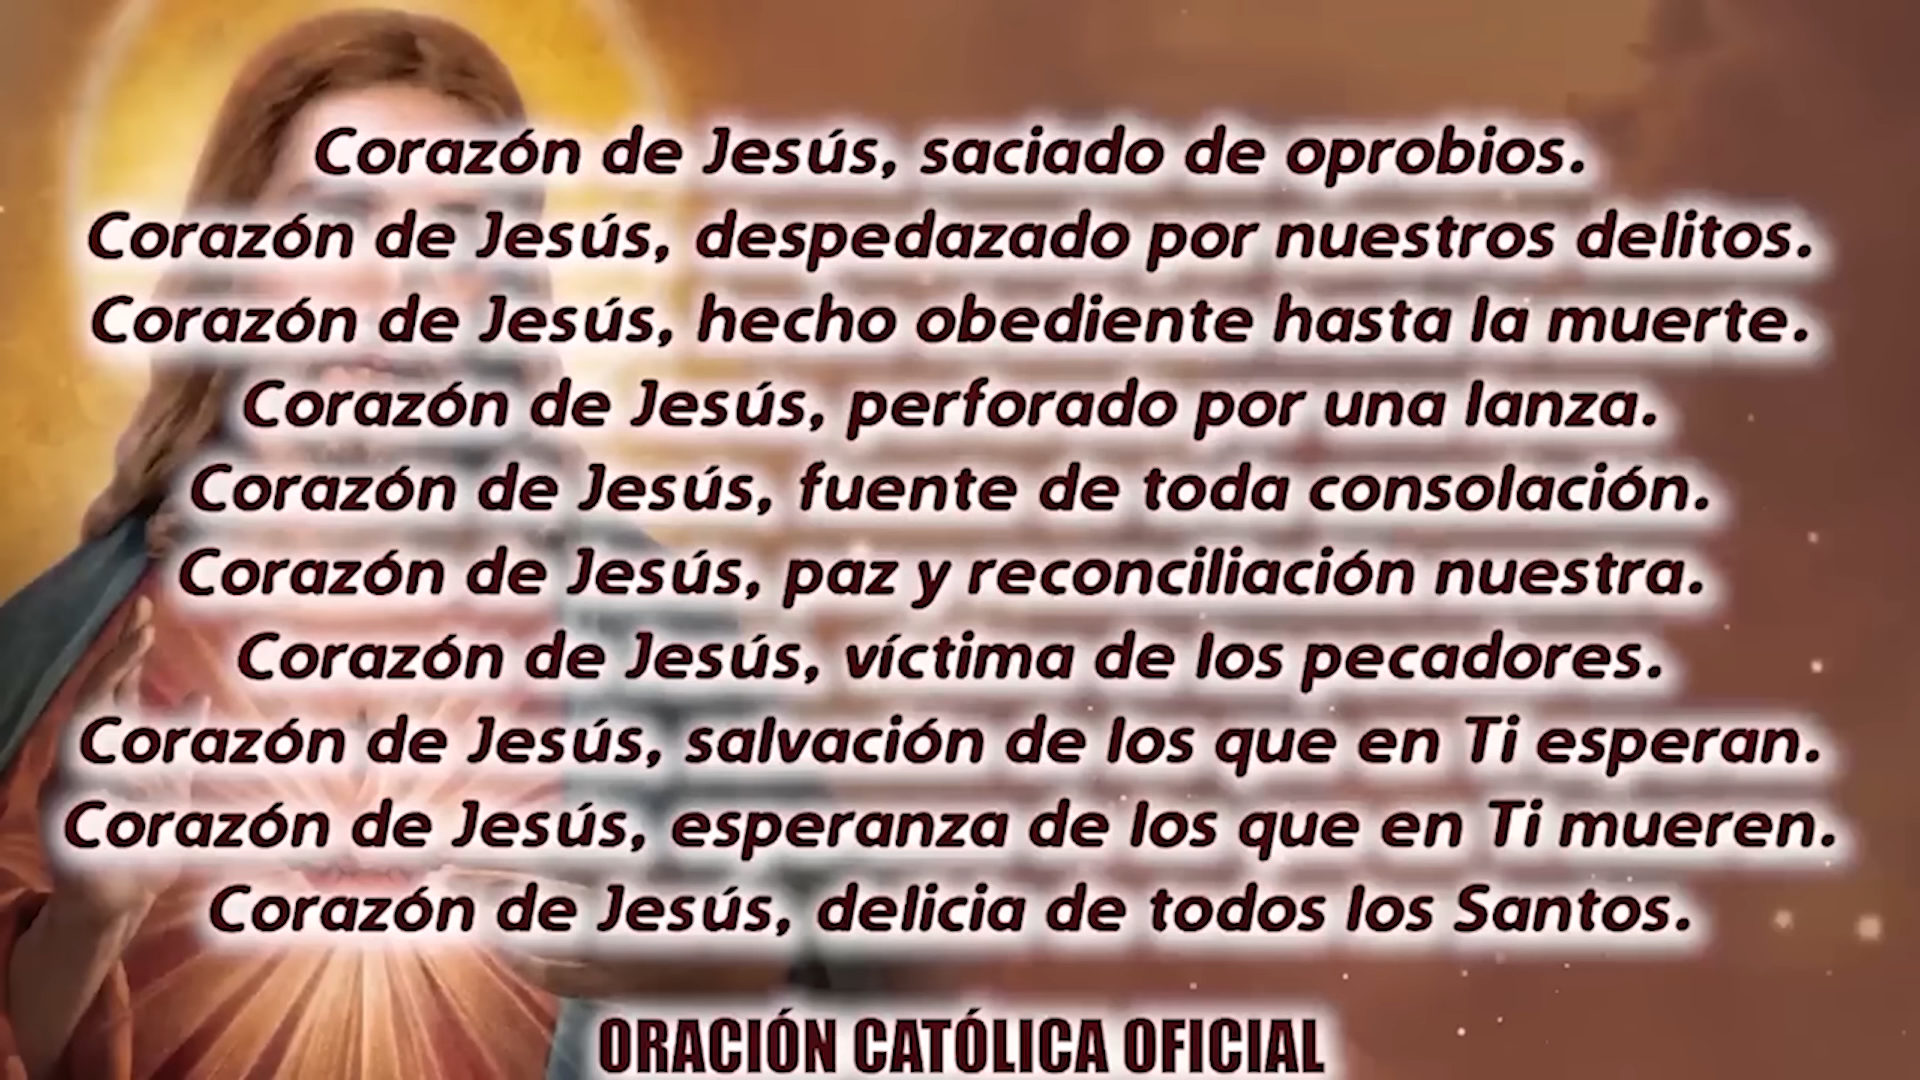 Corazón de Jesús, saciado de oprobios.
Corazón de Jesús, despedazado por nuestros delitos.
Corazón de Jesús, hecho obediente hasta la muerte.
Corazón de Jesús, perforado por una lanza.
Corazón de Jesús, fuente de toda consolación.
Corazón de Jesús, paz y reconciliación nuestra.
Corazón de Jesús, víctima de los pecadores.
Corazón de Jesús, salvación de los que en Ti esperan.
Corazón de Jesús, esperanza de los que en Ti mueren.
Corazón de Jesús, delicia de todos los Santos.
ORACIÓN CATÓLICA OFICIAL